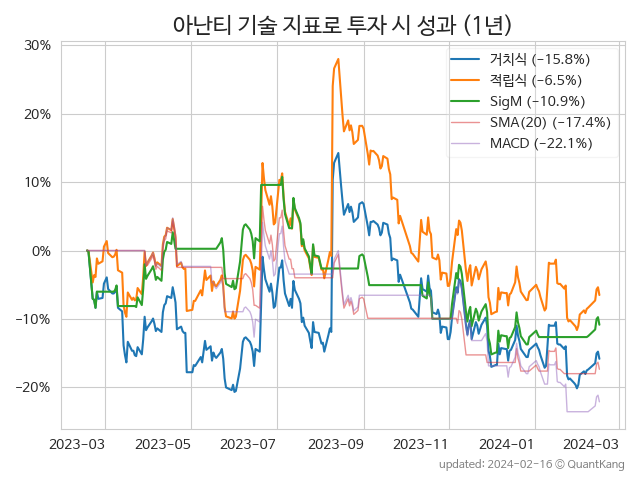 아난티 기술 지표로 투자 시 성과 (1년)
30%
20%
10%
0%
−10%
−20%
거치식 (−15.8%)
적립식 (−6.5%)
SigM (−10.9%)
SMA(20) (−17.4%)
MACD (−22.1%)
2023-03 2023-05 2023-07 2023-09 2023-11 2024-01 2024-03
updated: 2024-02-16 ⓒ QuantKang